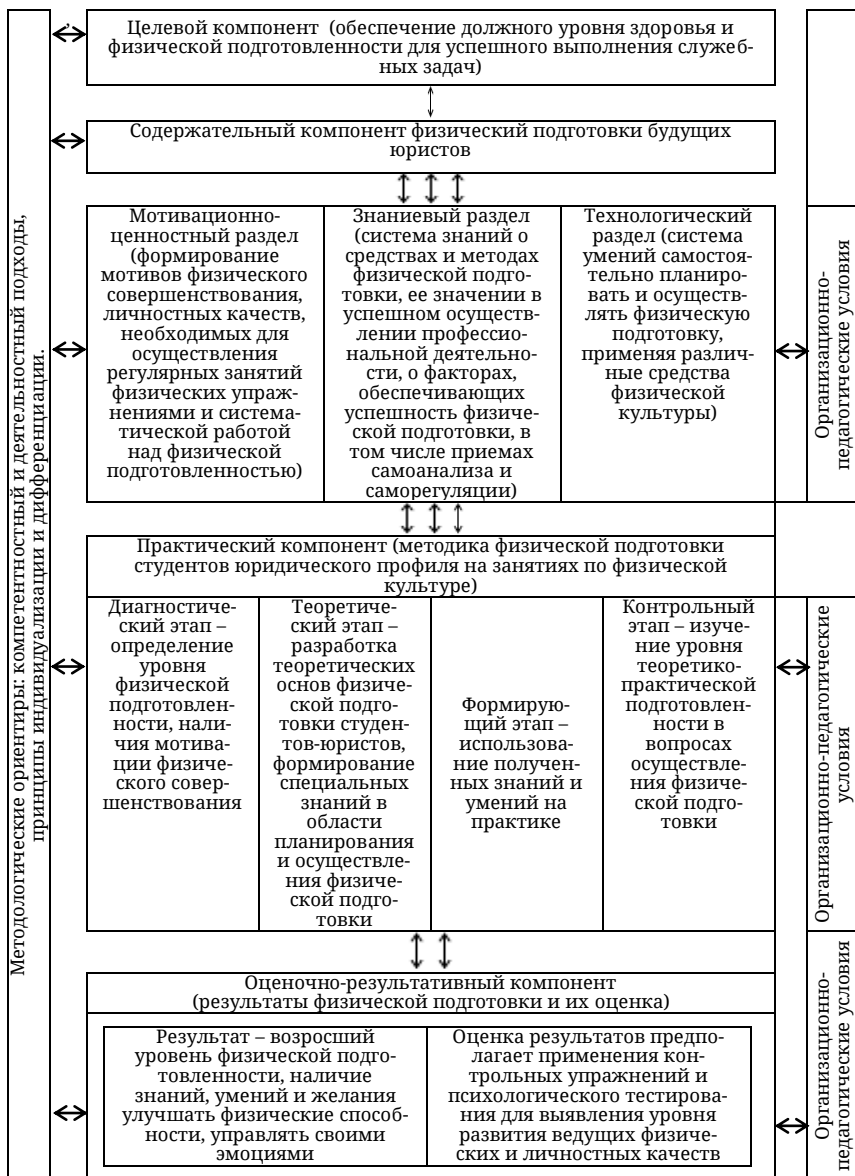 Методологические ориентиры: компетентностный и деятельностный подходы,
принципы индивидуализации и дифференциации.
Целевой компонент (обеспечение должного уровня здоровья и
физической подготовленности для успешного выполнения служеб-
ных задач)
Содержательный компонент физический подготовки будущих
юристов
Мотивационно-
ценностный раздел
(формирование
мотивов физического
совершенствования,
личностных качеств,
необходимых для
осуществления
регулярных занятий
физических упраж-
нениями и система-
тической работой
над физической
подготовленностью)
Знаниевый раздел
(система знаний о
средствах и методах
физической подго-
товки, ее значении в
успешном осуществ-
лении профессио-
нальной деятельно-
сти, о факторах,
обеспечивающих
успешность физиче-
ской подготовки, в
том числе приемах
самоанализа и
саморегуляции)
Технологический
раздел (система
умений самостоя-
тельно планиро-
вать и осуществ-
лять физическую
подготовку,
применяя различ-
ные средства
физической
культуры)
Организационно-
педагогические условия
Практический компонент (методика физической подготовки
студентов юридического профиля на занятиях по физической
культуре)
Диагностиче-
ский этап –
определение
уровня
физической
подготовлен-
ности, нали-
чия мотива-
ции физиче-
ского совер-
шенствования
Теоретиче-
ский этап –
разработка
теоретических
основ физиче-
ской подго-
товки студен-
тов-юристов,
формирование
специальных
знаний в
области
планирования
и осуществле-
ния физиче-
ской подго-
товки
Формирую-
щий этап –
использова-
ние получен-
ных знаний и
умений на
практике
Контрольный
этап – изуче-
ние уровня
теоретико-
практической
подготовлен-
ности в
вопросах
осуществле-
ния физиче-
ской подго-
товки
Организационно-педагогические
условия
Оценочно-результативный компонент
(результаты физической подготовки и их оценка)
Результат – возросший
уровень физической подго-
товленности, наличие
знаний, умений и желания
улучшать физические способ-
ности, управлять своими
эмоциями
Оценка результатов предпо-
лагает применения кон-
трольных упражнений и
психологического тестирова-
ния для выявления уровня
развития ведущих физиче-
ских и личностных качеств
Организационно-
педагогические условия